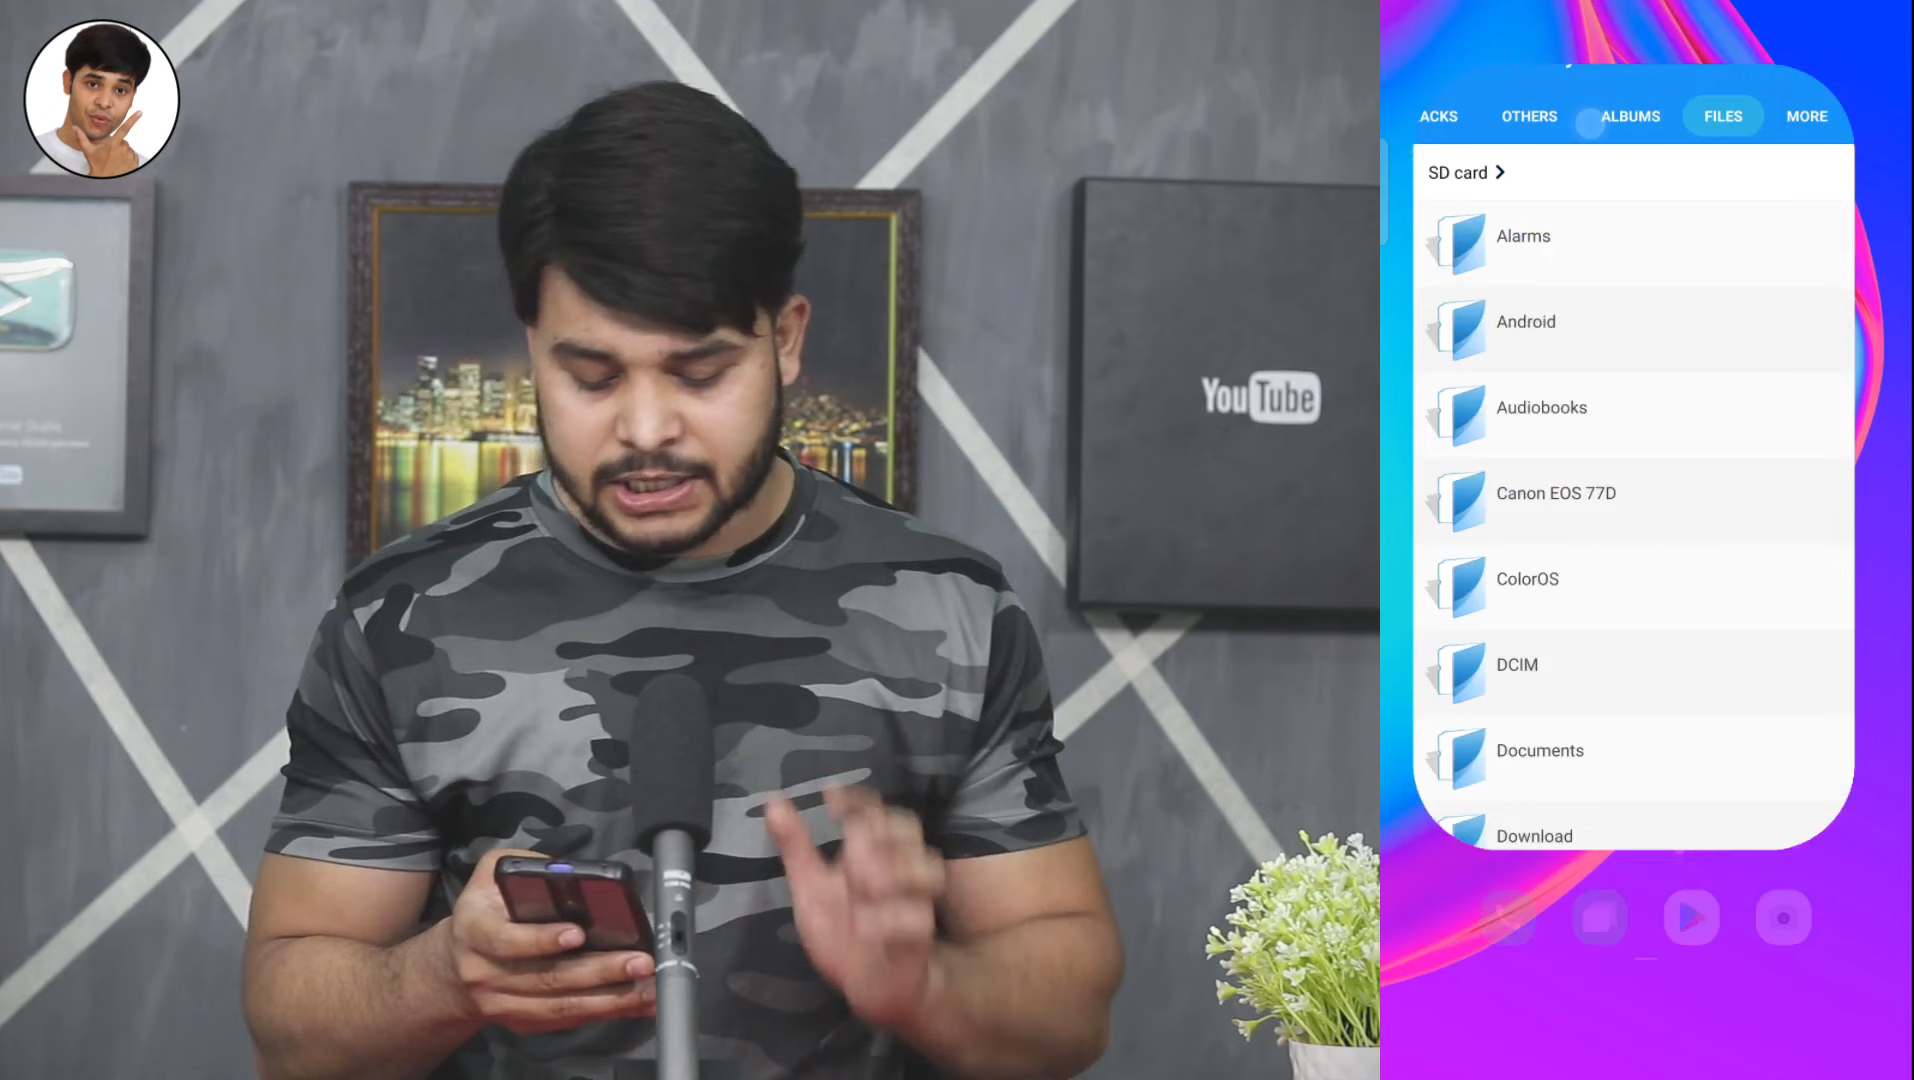 YouTube
ACKS OTHERS ALBUMS FILES MORE
SD card
Alarms
Android
Audiobooks
Canon EOS 77D
ColorOS
DCIM
Documents
Download